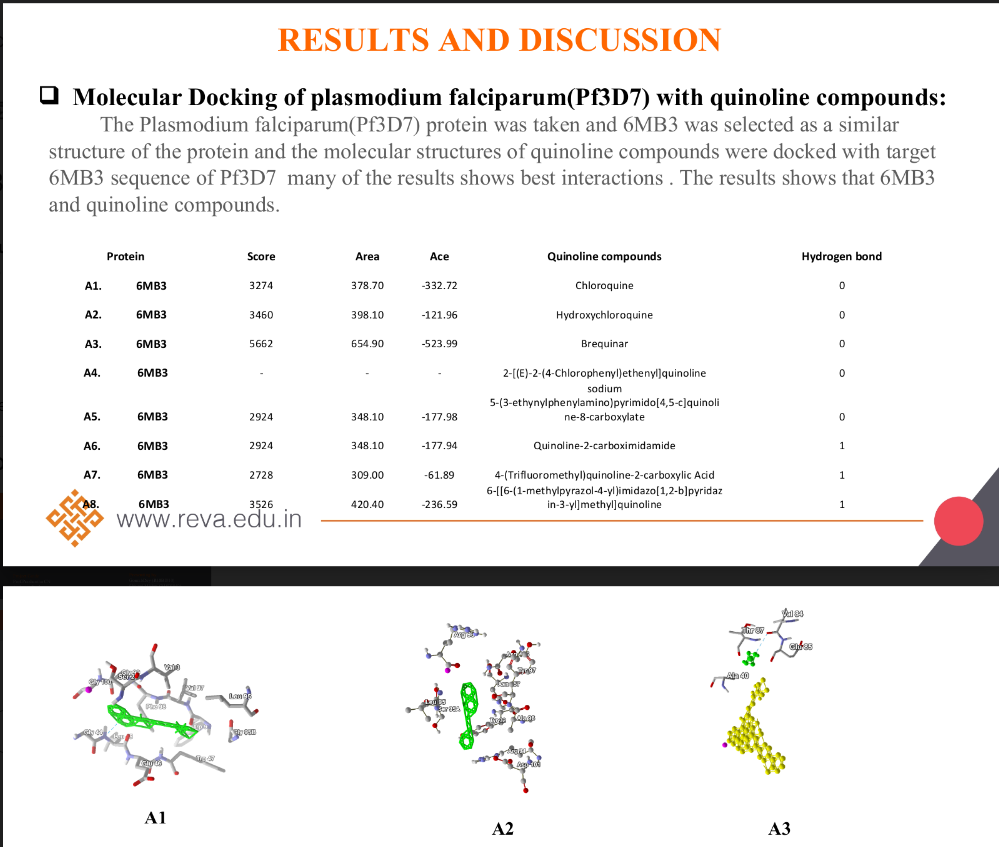 RESULTS AND DISCUSSION
Molecular Docking of plasmodium falciparum(Pf3D7) with quinoline compounds:
The Plasmodium falciparum(Pf3D7) protein was taken and 6MB3 was selected as a similar
structure of the protein and the molecular structures of quinoline compounds were docked with target
6MB3 sequence of Pf3D7 many of the results shows best interactions . The results shows that 6MB3
and quinoline compounds.
Protein Score Area Ace Quinoline compounds Hydrogen bond
A1. 6MB3 3274 378.70 -332.72 Chloroquine 0
A2. 6MB3 3460 398.10 -121.96 Hydroxychloroquine 0
A3. 6MB3 5662 654.90 -523.99 Brequinar 0
A4. 6MB3 - - - 2-[(E)-2-(4-Chlorophenyl)ethenyl]quinoline 0
sodium
5-(3-ethynylphenylamino)pyrimido[4,5-c]quinoli
A5. 6MB3 2924 348.10 -177.98 ne-8-carboxylate 0
A6. 6MB3 2924 348.10 -177.94 Quinoline-2-carboximidamide 1
A7. 6MB3 2728 309.00 -61.89 4-(Trifluoromethyl)quinoline-2-carboxylic Acid 1
6-[[6-(1-methylpyrazol-4-yl)imidazo[1,2-b]pyridaz
A8. 6MB3 3526 420.40 -236.59 in-3-yl]methyl]quinoline 1
www.reva.edu.in
Val 84
Thr 87
Glu 85
Ala 40
A1
A2
A3